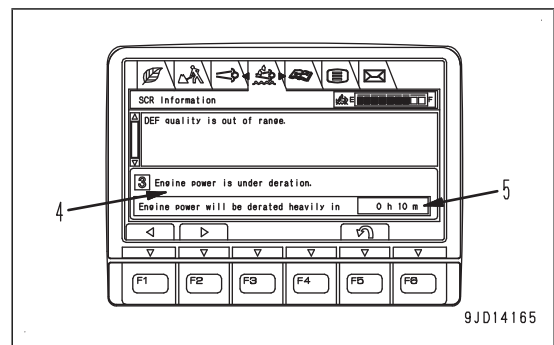 SCR Information
E F
DEF quality is out of range.
3 Engine power is under deration.
Engine power will be derated heavily in 0 h 10 m
4
5
F1 F2 F3 F4 F5 F6
9JD14165